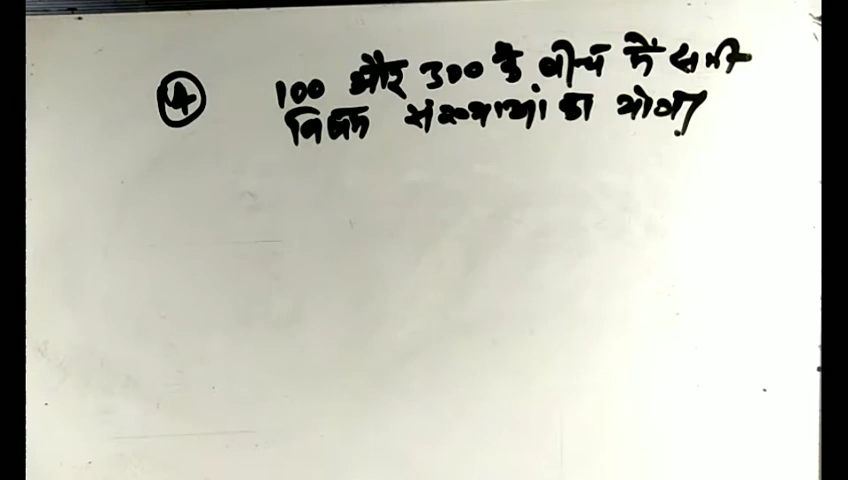 ④ 100 और 300 के बीच में सभी
विषम संख्याओं का योग?